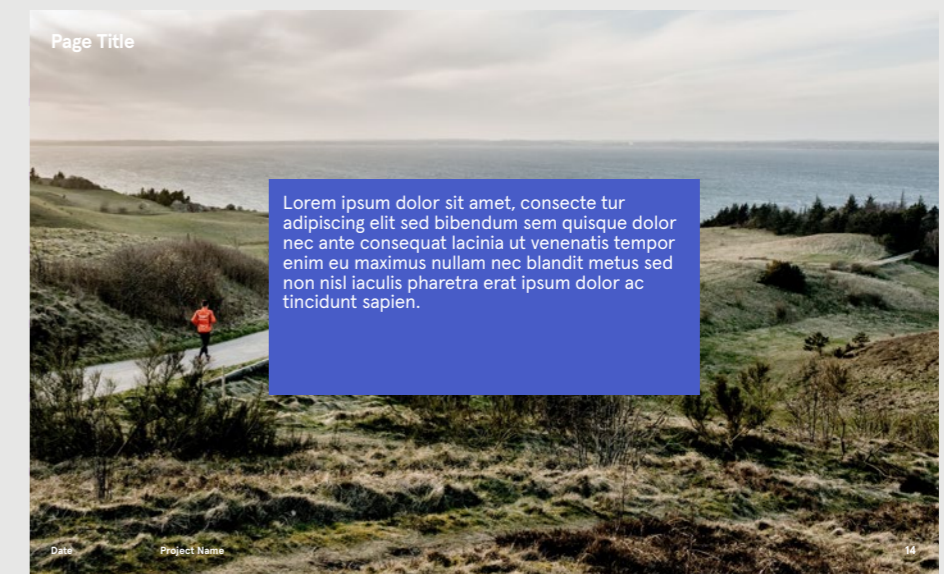 Page Title
Lorem ipsum dolor sit amet, consecte tur
adipiscing elit sed bibendum sem quisque dolor
nec ante consequat lacinia ut venenatis tempor
enim eu maximus nullam nec blandit metus sed
non nisl iaculis pharetra erat ipsum dolor ac
tincidunt sapien.
Date
Project Name
14